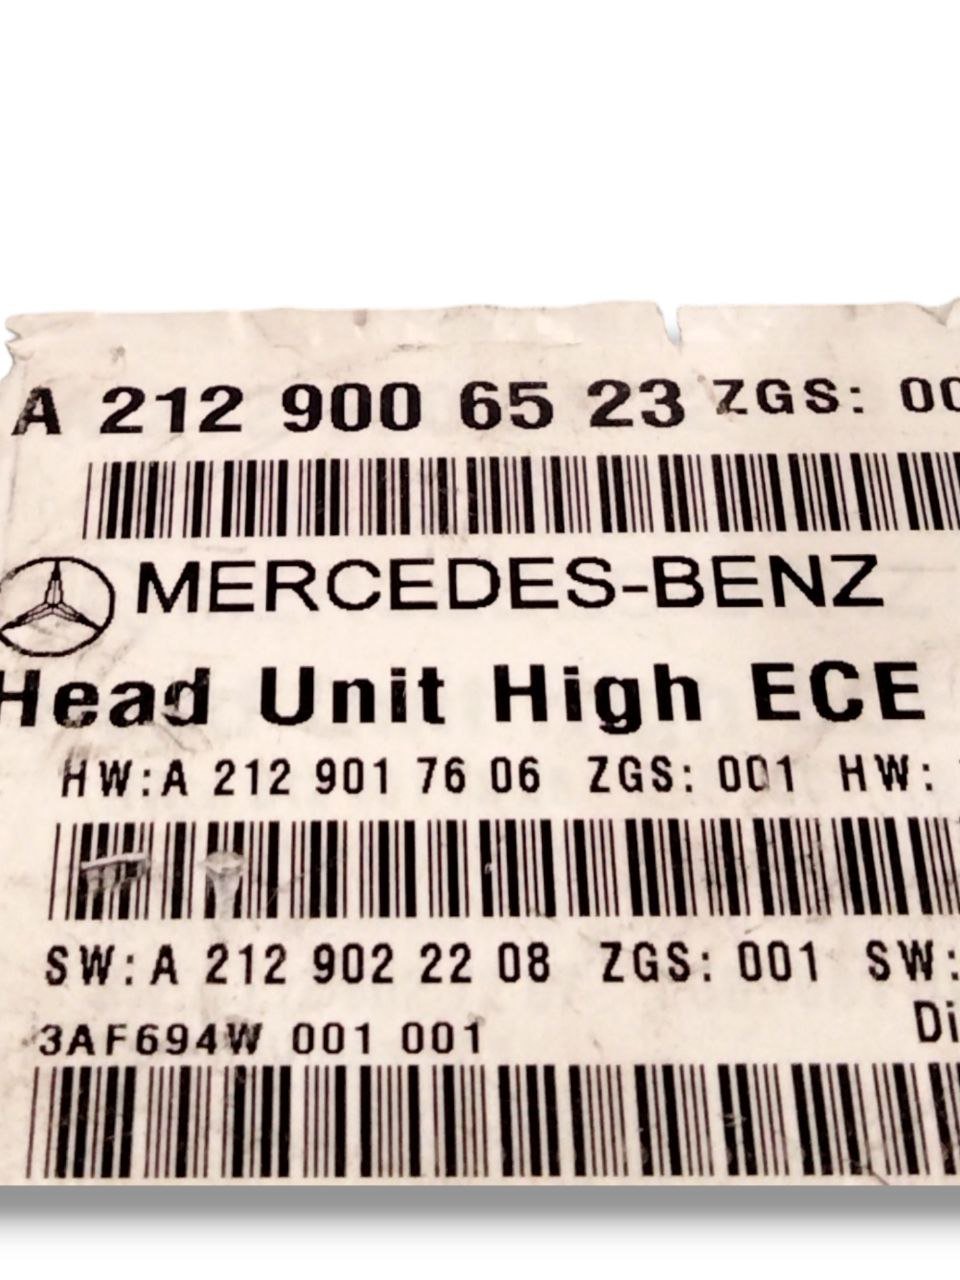 A 212 900 65 23 ZGS: 00
MERCEDES-BENZ
Head Unit High ECE
HW:A 212 901 76 06 ZGS: 001 HW:
SW:A 212 902 22 08 ZGS: 001 SW:
Di
3AF694W 001 001